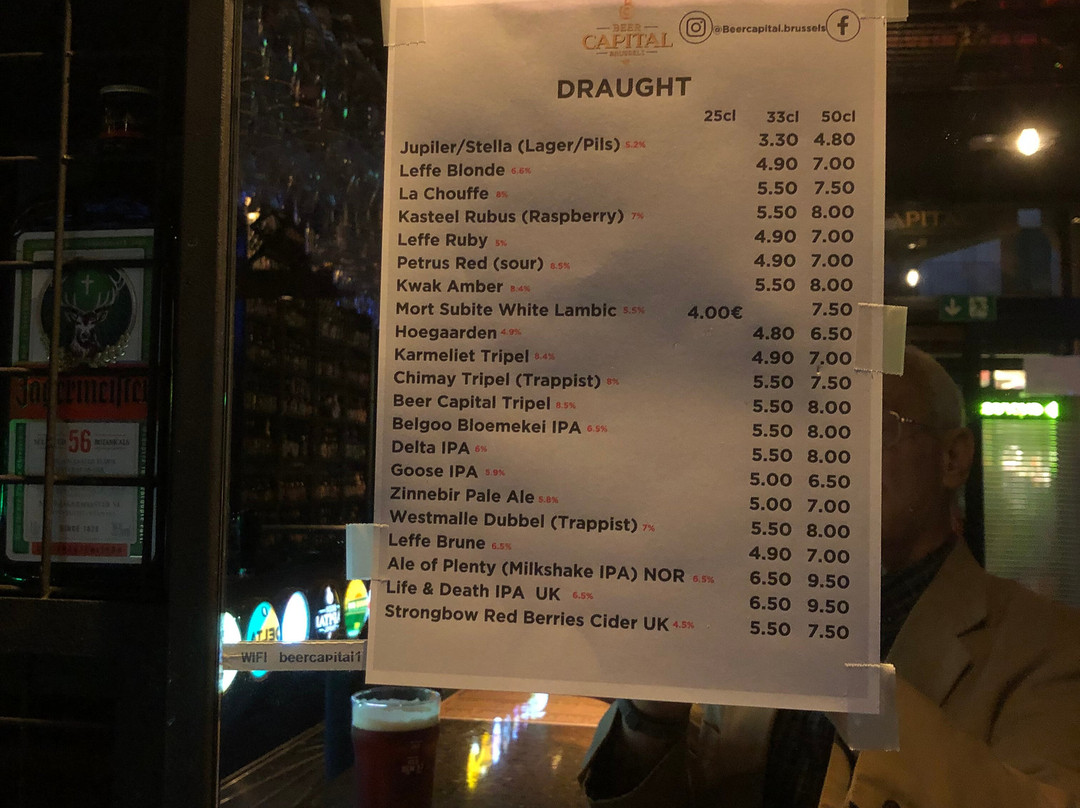 BEER
CAPITAL
BRUSSELS
@Beercapital.brussels
DRAUGHT
25cl 33cl 50cl
Jupiler/Stella (Lager/Pils) 5.2% 3.30 4.80
Leffe Blonde 6.6% 4.90 7.00
La Chouffe 8% 5.50 7.50
Kasteel Rubus (Raspberry) 7% 5.50 8.00
Leffe Ruby 5% 4.90 7.00
Petrus Red (sour) 8.5% 4.90 7.00
Kwak Amber 8.4% 5.50 8.00
Mort Subite White Lambic 5.5% 4.00€ 7.50
Hoegaarden 4.9% 4.80 6.50
Karmeliet Tripel 8.4% 4.90 7.00
Chimay Tripel (Trappist) 8% 5.50 7.50
Beer Capital Tripel 8.5% 5.50 8.00
Belgoo Bloemekei IPA 6.5% 5.50 8.00
Delta IPA 6% 5.50 8.00
Goose IPA 5.9% 5.00 6.50
Zinnebir Pale Ale 5.8% 5.00 7.00
Westmalle Dubbel (Trappist) 7% 5.50 8.00
Leffe Brune 6.5% 4.90 7.00
Ale of Plenty (Milkshake IPA) NOR 6.5% 6.50 9.50
Life & Death IPA UK 6.5% 6.50 9.50
Strongbow Red Berries Cider UK 4.5% 5.50 7.50
WIFI beercapital1
Jägermeister
56
DELTA